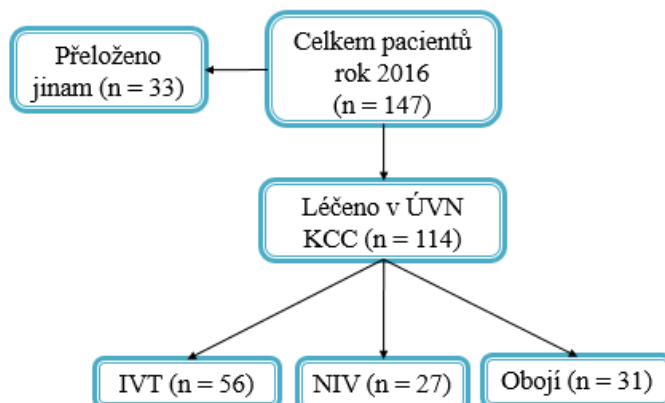 Přeloženo
jinam (n = 33)
Celkem pacientů
rok 2016
(n = 147)
Léčeno v ÚVN
KCC (n = 114)
IVT (n = 56)
NIV (n = 27)
Obojí (n = 31)